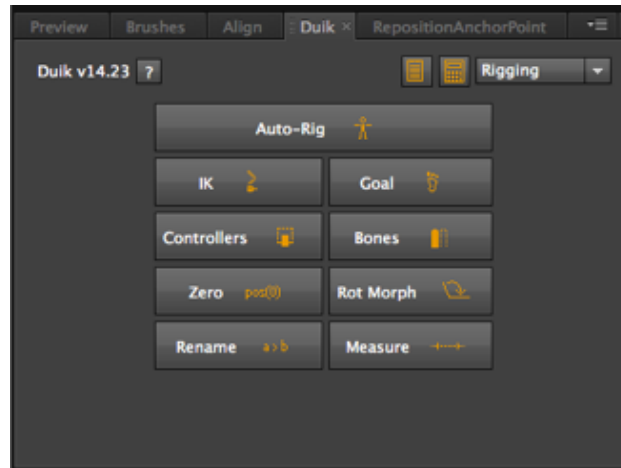 Preview Brushes Align Duik × RepositionAnchorPoint
Duik v14.23 ? Rigging
Auto-Rig
IK Goal
Controllers Bones
Zero pos(0) Rot Morph
Rename a>b Measure